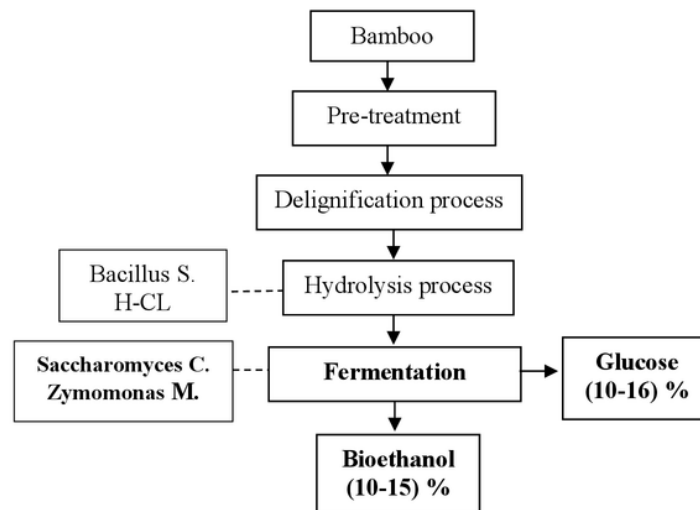 Bamboo
Pre-treatment
Delignification process
Bacillus S.
H-CL
Hydrolysis process
Saccharomyces C.
Zymomonas M.
Fermentation
Glucose
(10-16) %
Bioethanol
(10-15) %